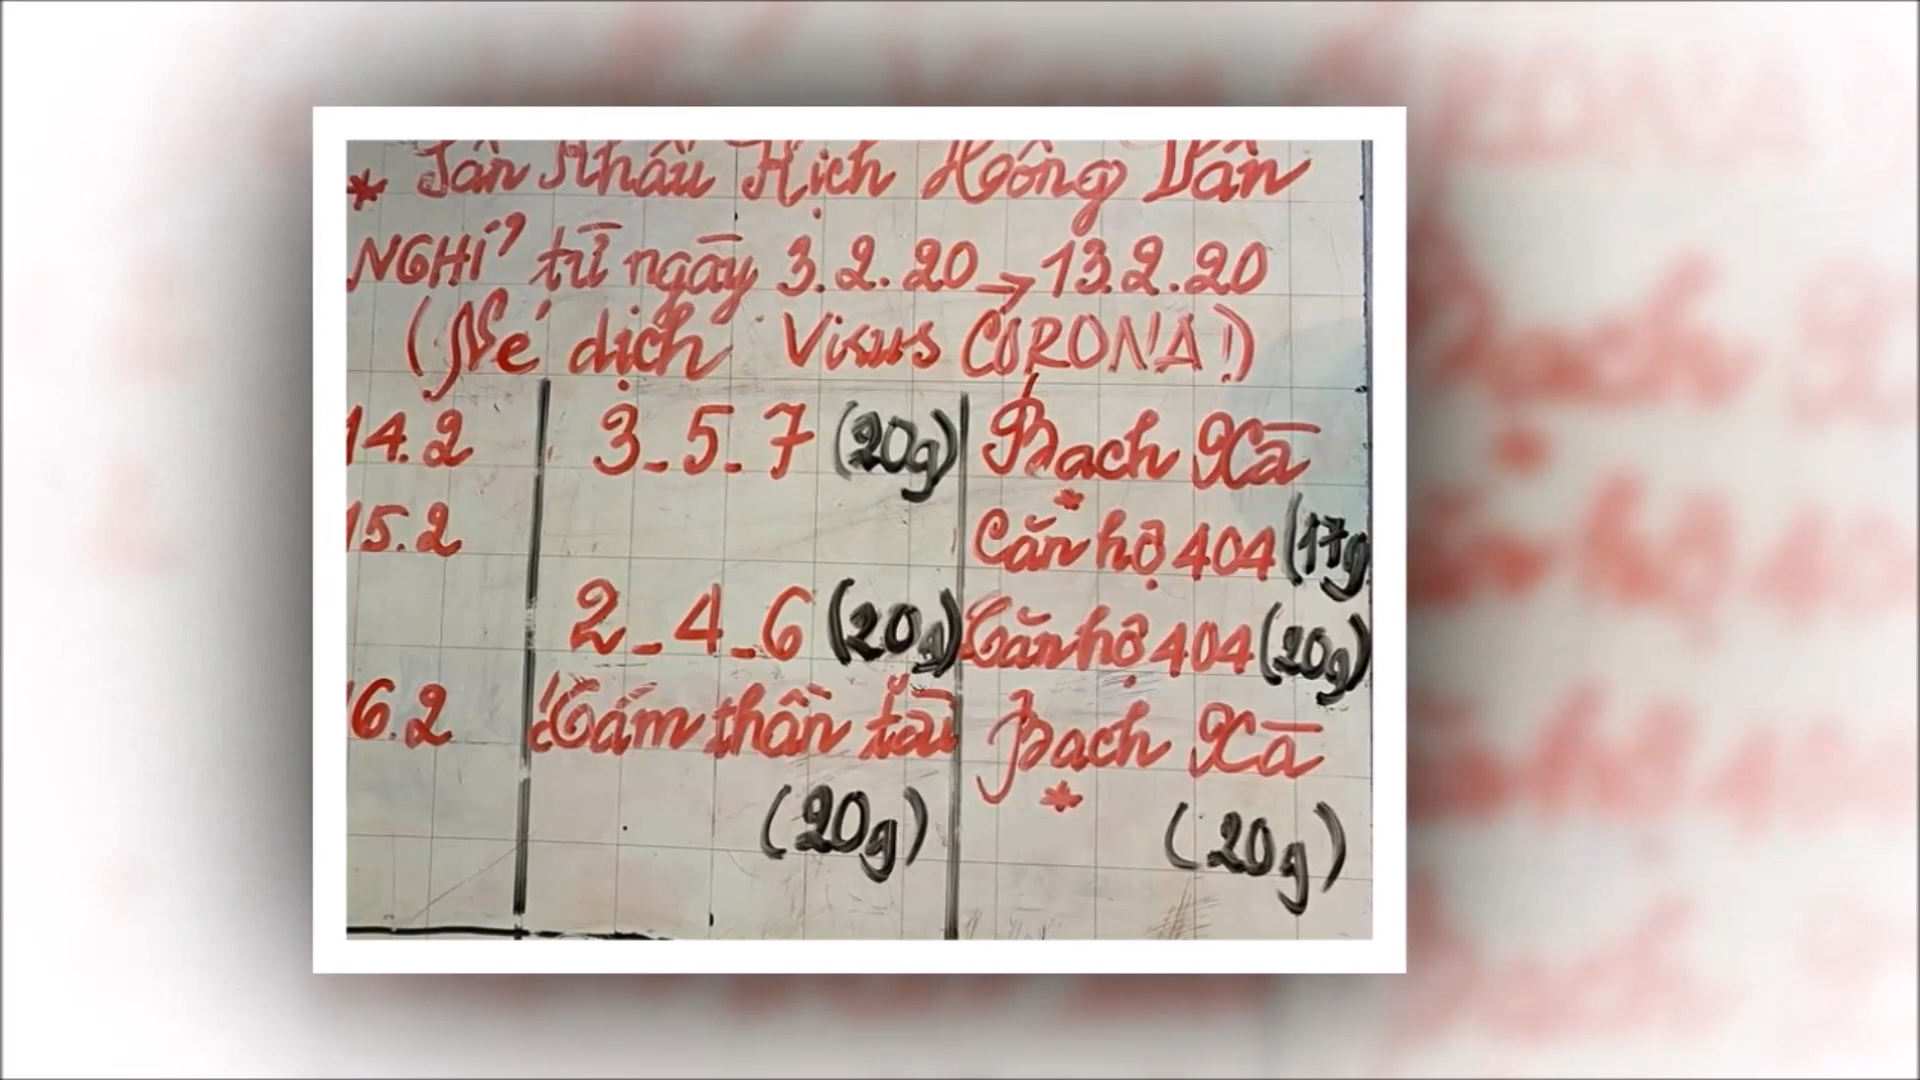 * Sân Khấu Kịch Hồng Vân
NGHỈ từ ngày 3.2.20 → 13.2.20
(Né dịch Virus CORONA!)
14.2 3_5_7 (20g) Bạch Xà
15.2 Căn hộ 404 (17g
2_4_6 (20g) Căn hộ 404 (20g)
16.2 Tám thần tài Bạch Xà
(20g) (20g)